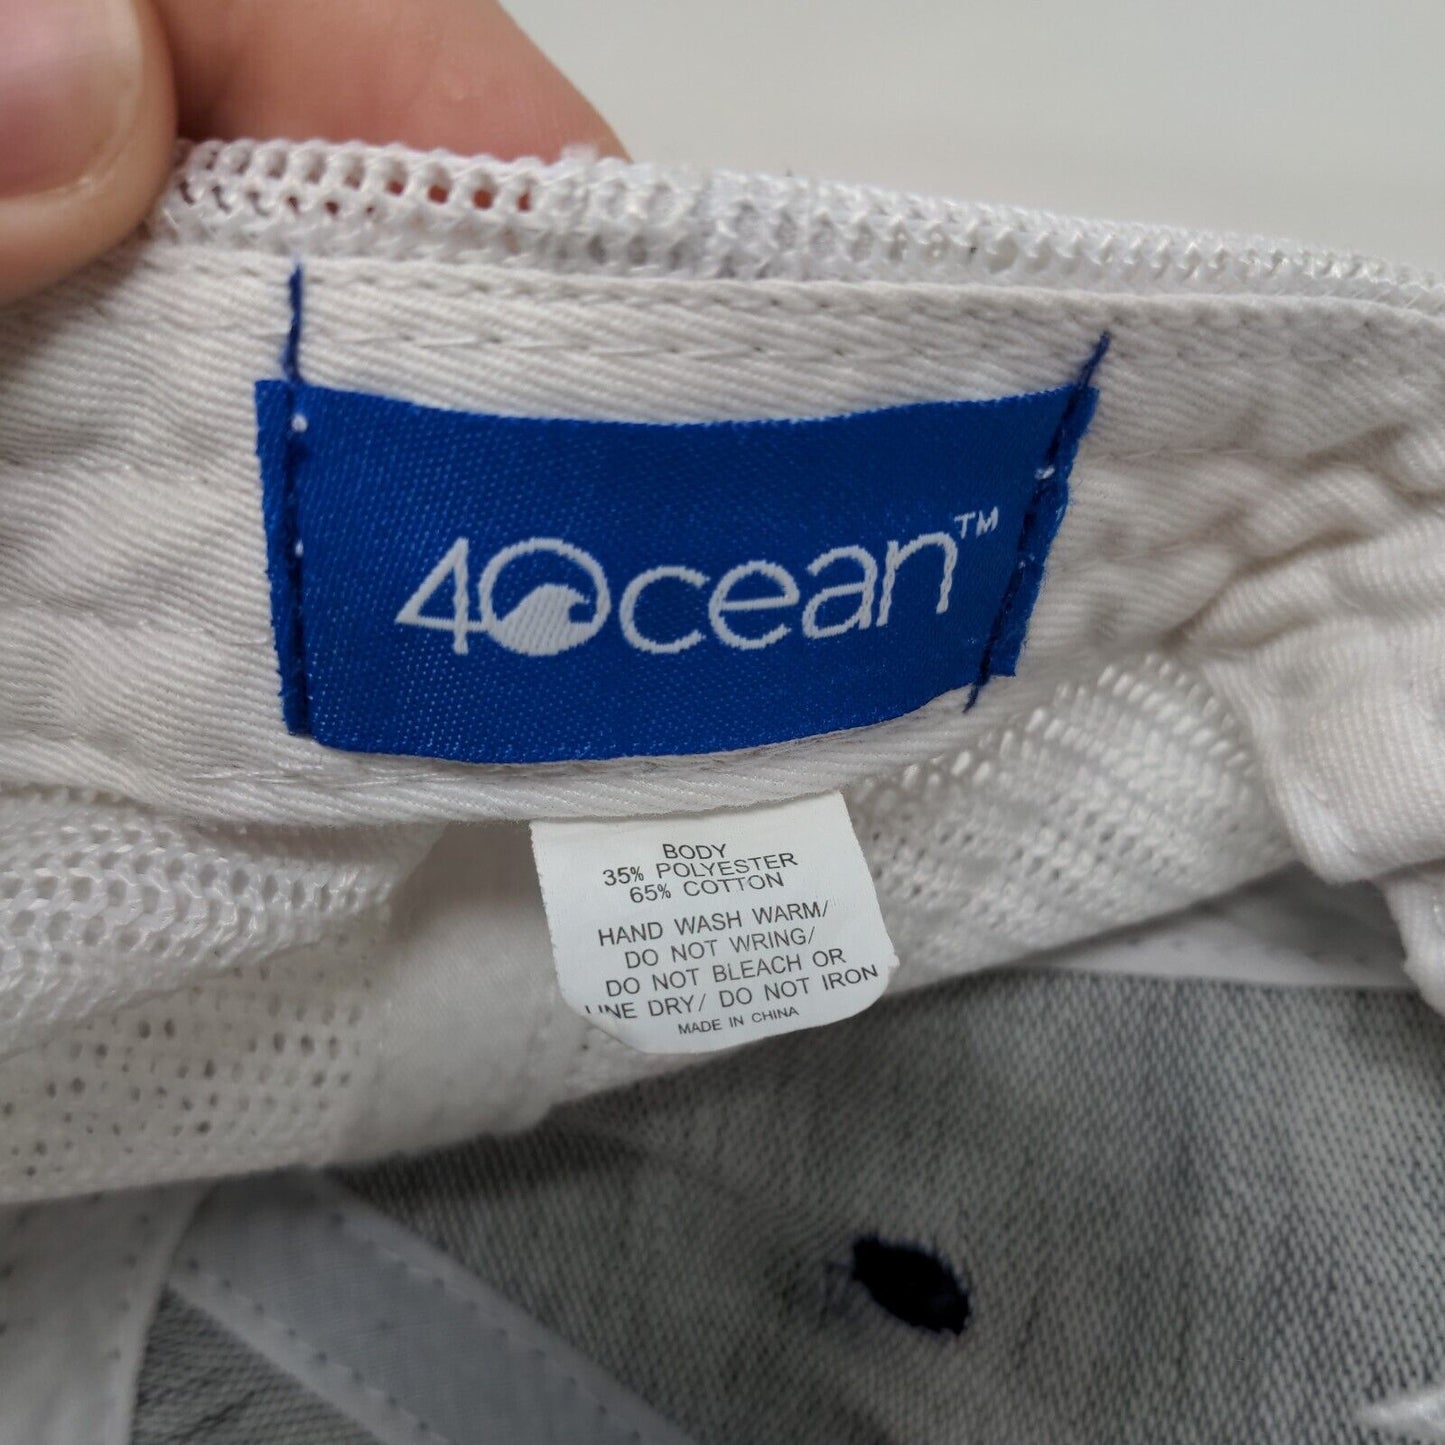 4Ocean™
BODY
35% POLYESTER
65% COTTON
HAND WASH WARM/
DO NOT WRING/
DO NOT BLEACH OR
LINE DRY/ DO NOT IRON
MADE IN CHINA